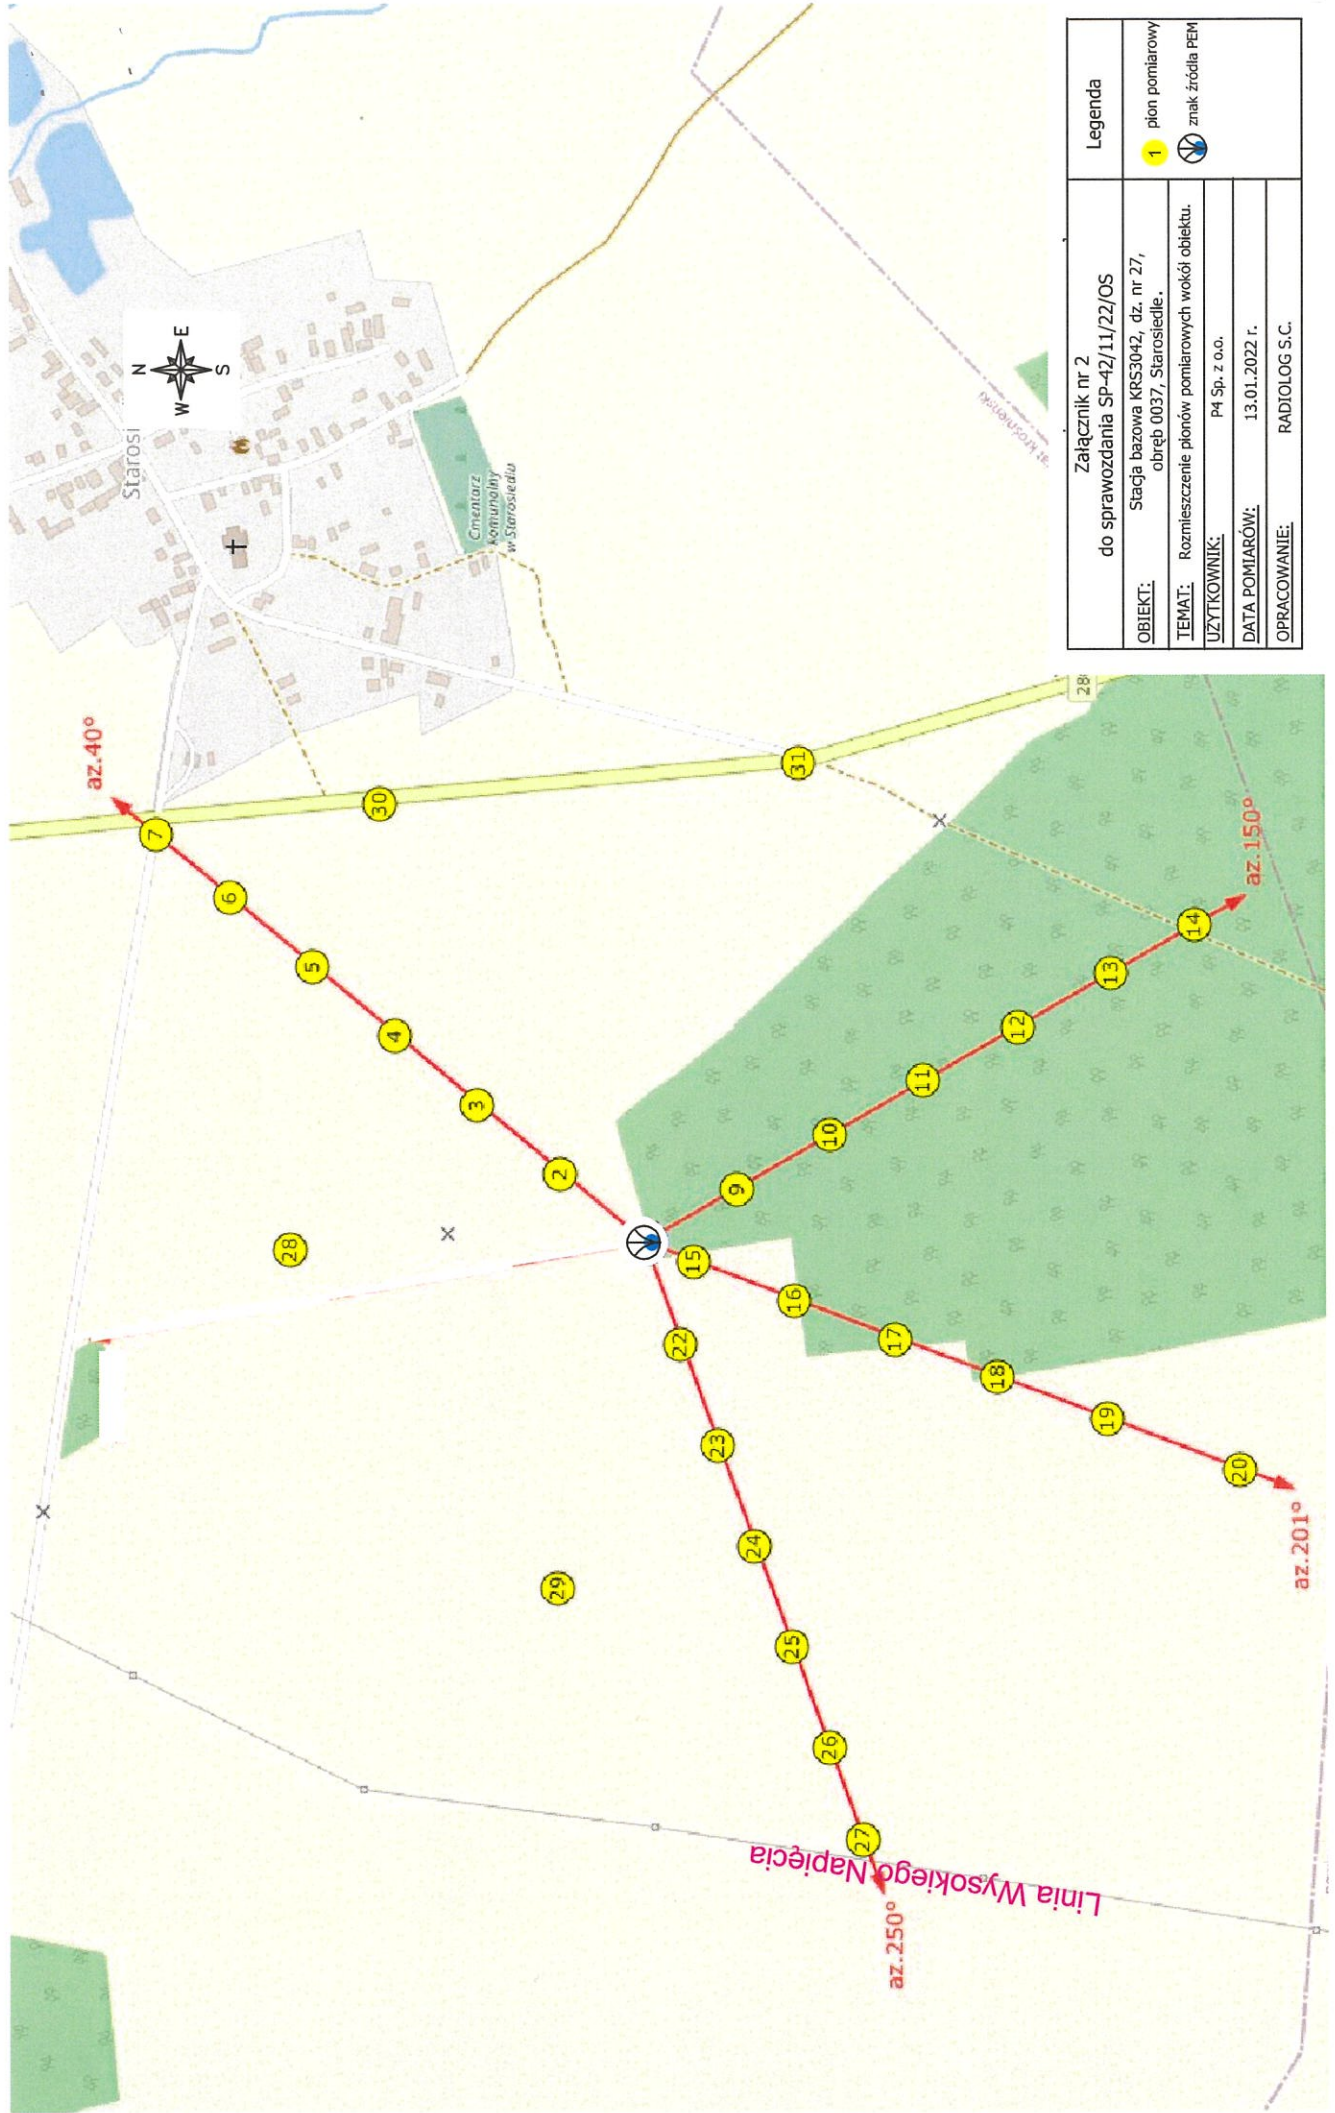 Załącznik nr 2
do sprawozdania SP-42/11/22/OS
OBIEKT: Stacja bazowa KRS3042, dz. nr 27,
obręb 0037, Starosiedle.
TEMAT: Rozmieszczenie pionów pomiarowych wokół obiektu.
UŻYTKOWNIK: P4 Sp. z o.o.
DATA POMIARÓW: 13.01.2022 r.
OPRACOWANIE: RADIOLOG S.C.
Legenda
1 pion pomiarowy
znak źródła PEM
N
W E
S
Starosi
Cmentarz
komunalny
w Starosiedlu
az.40°
7
6
5
4
3
2
30
31
28
29
28
9
10
11
12
13
14
az.150°
15
16
17
18
19
20
az.201°
22
23
24
25
26
27
az.250°
Linia Wysokiego Napięcia
krośnieński